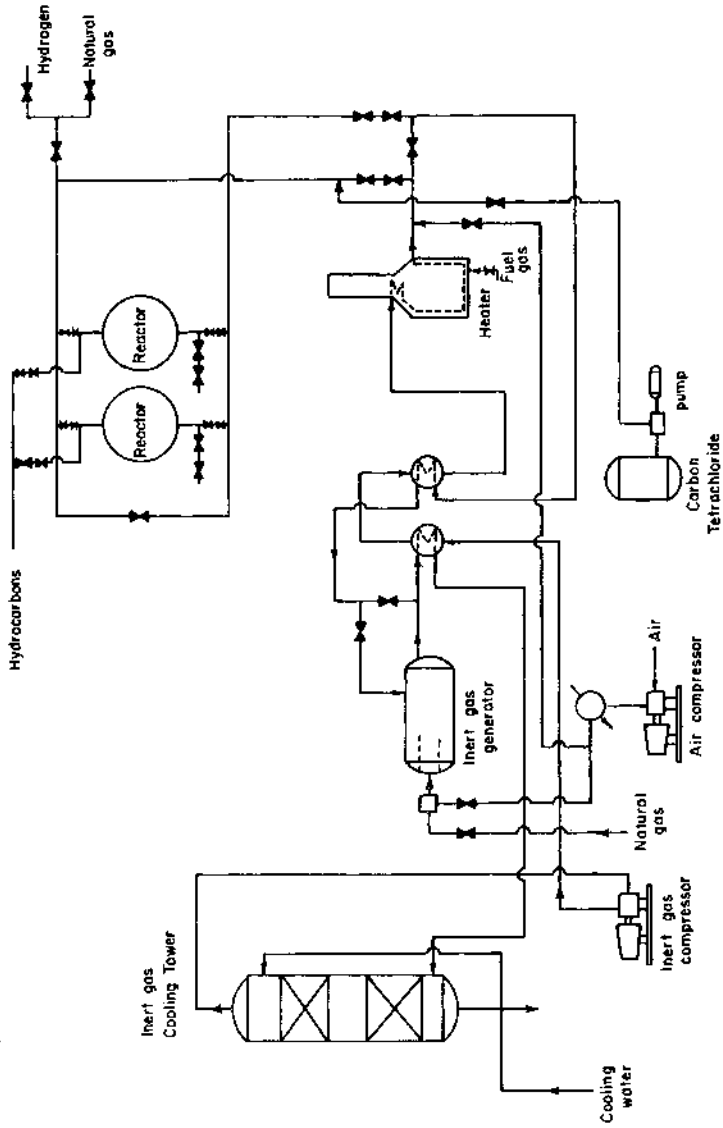 Hydrogen
Natural
gas
Hydrocarbons
Reactor
Reactor
Heater
Fuel
gas
pump
Carbon
Tetrachloride
Inert gas
generator
Air
Air compressor
Natural
gas
Inert gas
compressor
Inert gas
Cooling Tower
Cooling
water